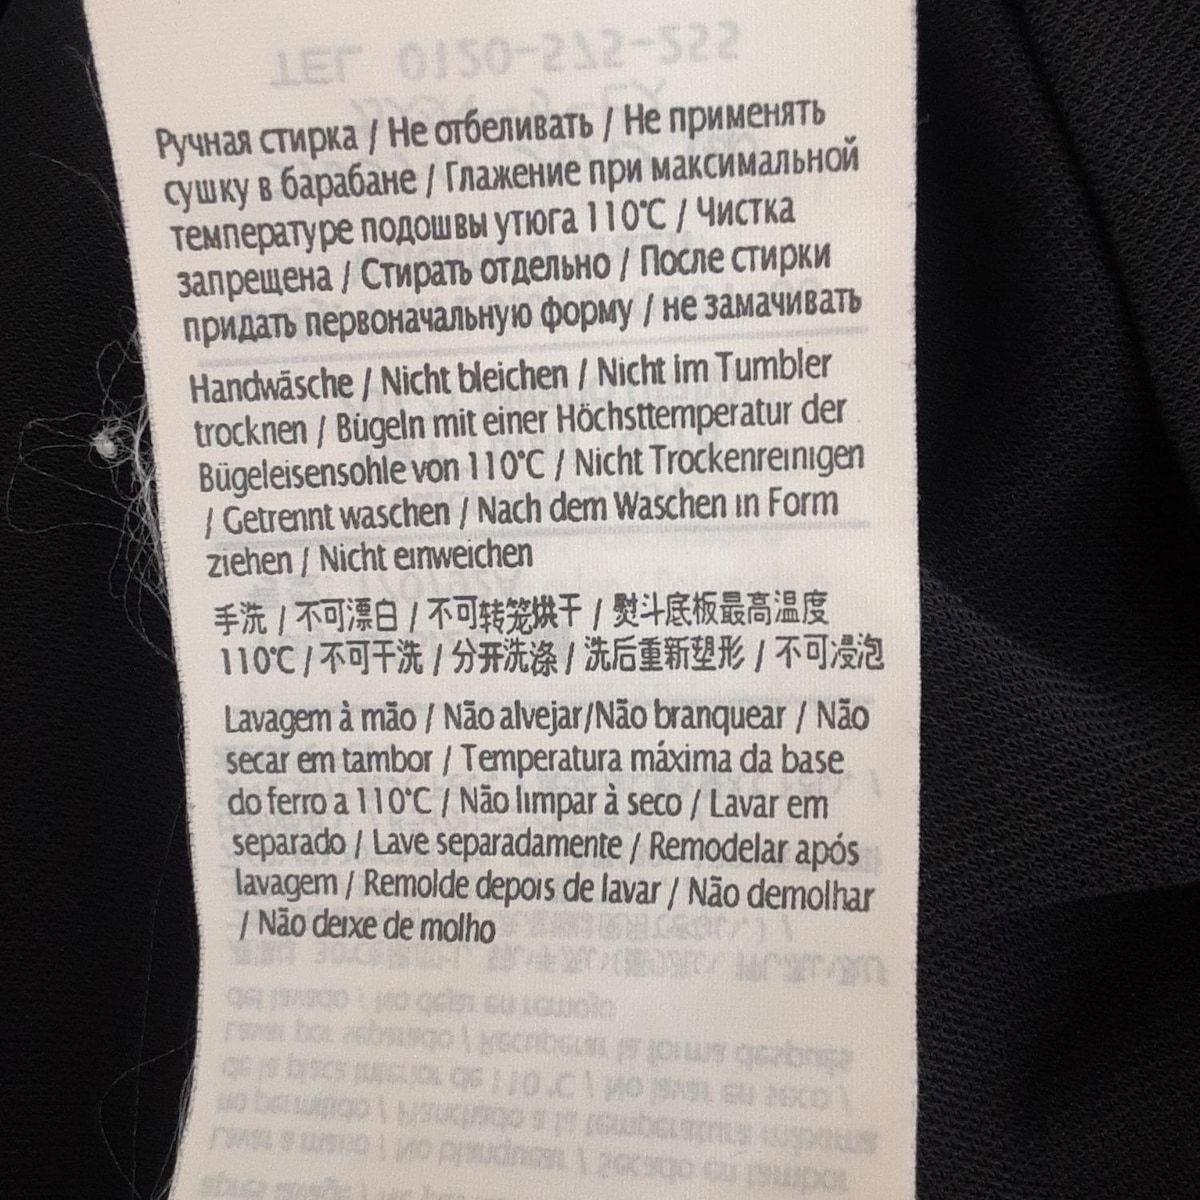 Ручная стирка / Не отбеливать / Не применять
сушку в барабане / Глажение при максимальной
температуре подошвы утюга 110°C / Чистка
запрещена / Стирать отдельно / После стирки
придать первоначальную форму / не замачивать
Handwäsche / Nicht bleichen / Nicht im Tumbler
trocknen / Bügeln mit einer Höchsttemperatur der
Bügeleisensohle von 110°C / Nicht Trockenreinigen
/ Getrennt waschen / Nach dem Waschen in Form
ziehen / Nicht einweichen
手洗 / 不可漂白 / 不可转笼烘干 / 熨斗底板最高温度
110°C / 不可干洗 / 分开洗涤 / 洗后重新塑形 / 不可浸泡
Lavagem à mão / Não alvejar/Não branquear / Não
secar em tambor / Temperatura máxima da base
do ferro a 110°C / Não limpar à seco / Lavar em
separado / Lave separadamente / Remodelar após
lavagem / Remolde depois de lavar / Não demolhar
/ Não deixe de molho